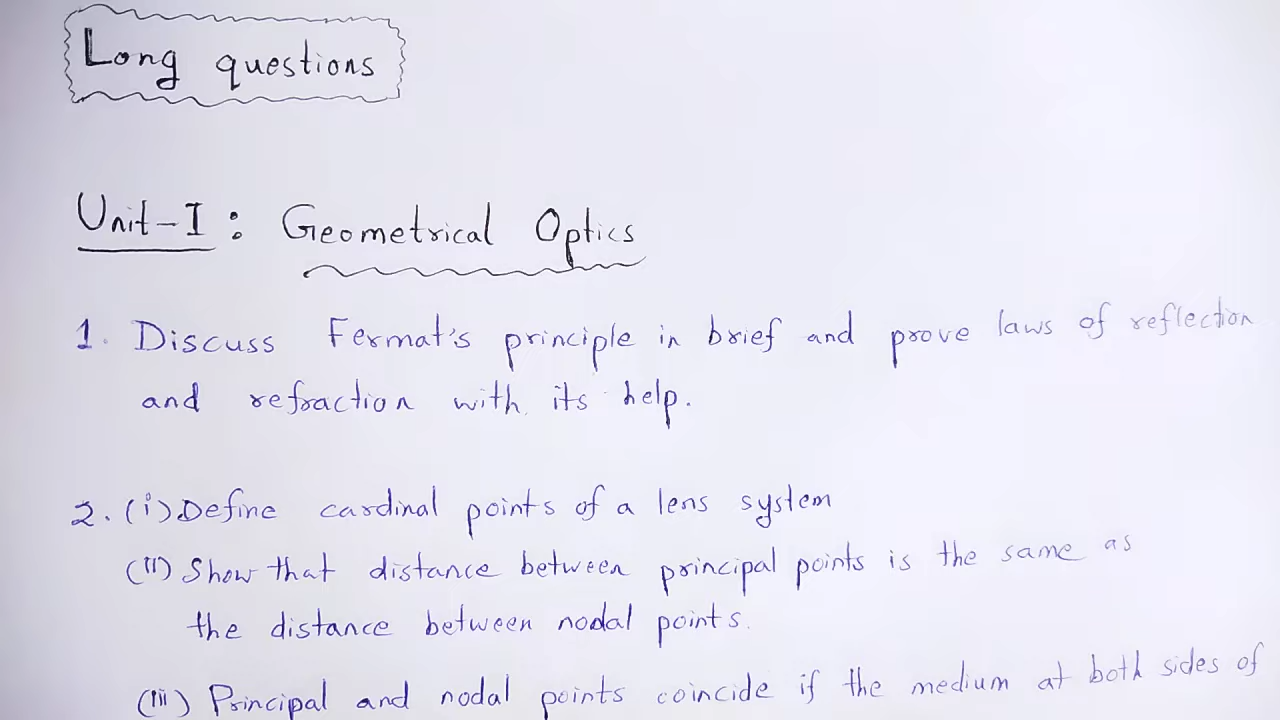 Long questions
Unit-I: Geometrical Optics
1. Discuss Fermat's principle in brief and prove laws of reflection
and refraction with its help.
2. (i) Define cardinal points of a lens system
(ii) Show that distance between principal points is the same as
the distance between nodal points.
(iii) Principal and nodal points coincide if the medium at both sides of